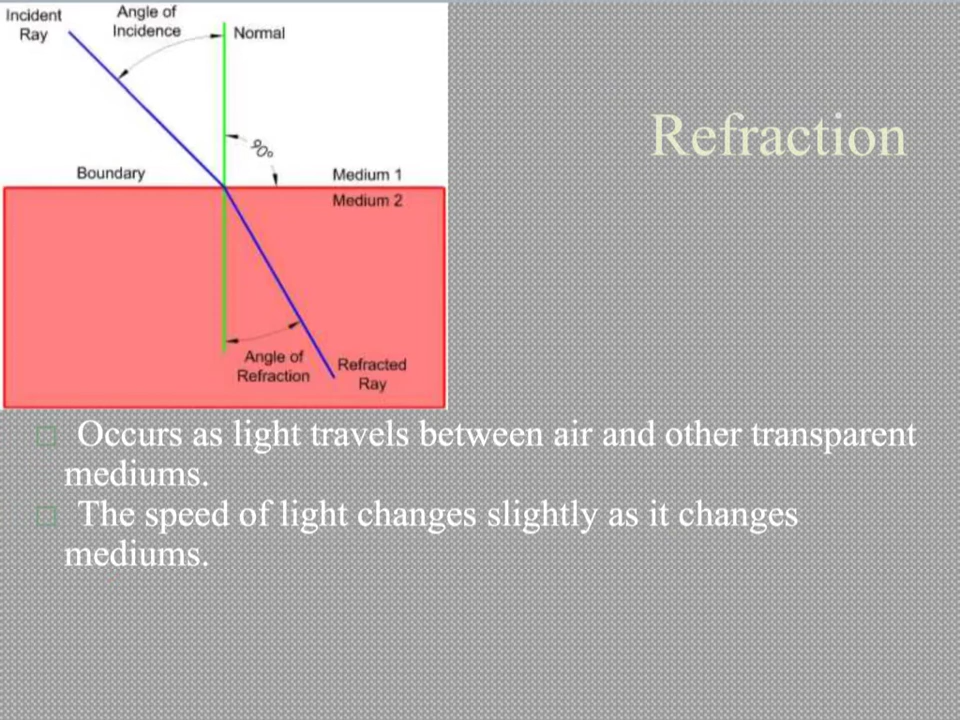 Incident
Ray
Angle of
Incidence
Normal
90º
Boundary
Medium 1
Medium 2
Angle of
Refraction
Refracted
Ray
Refraction
Occurs as light travels between air and other transparent
mediums.
The speed of light changes slightly as it changes
mediums.